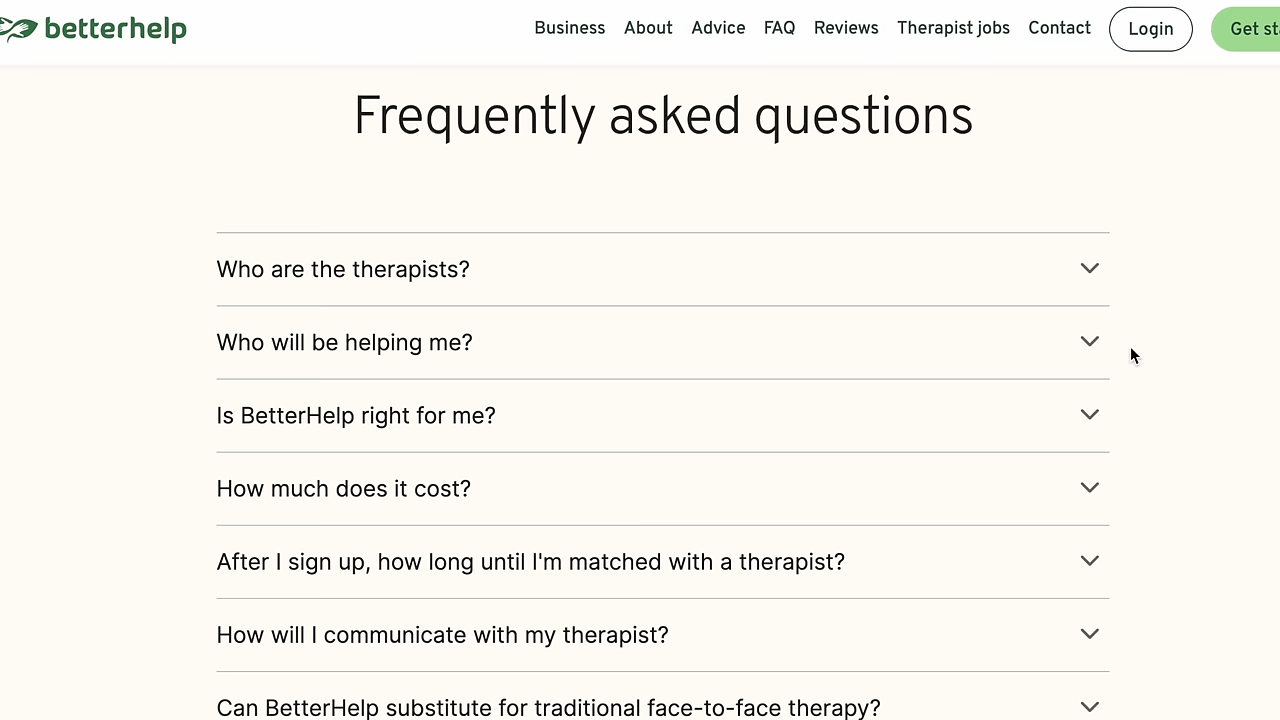 betterhelp
Business About Advice FAQ Reviews Therapist jobs Contact Login Get
Frequently asked questions
Who are the therapists?
Who will be helping me?
Is BetterHelp right for me?
How much does it cost?
After I sign up, how long until I'm matched with a therapist?
How will I communicate with my therapist?
Can BetterHelp substitute for traditional face-to-face therapy?